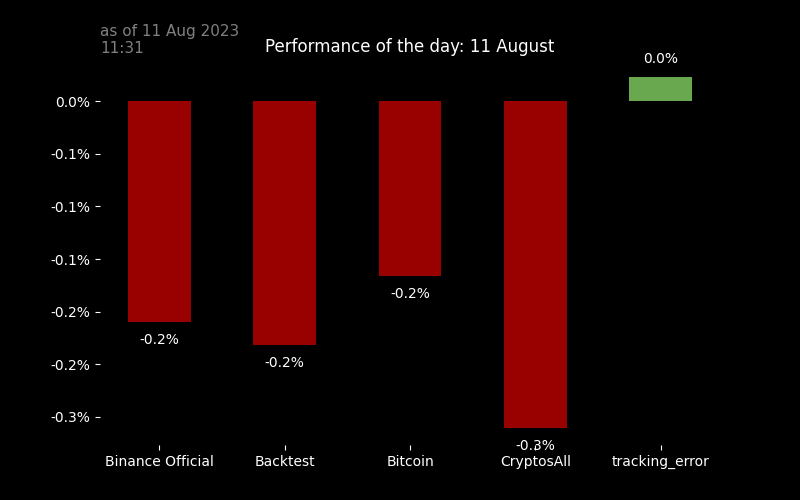 as of 11 Aug 2023
11:31
Performance of the day: 11 August
0.0%
0.0%
-0.1%
-0.1%
-0.1%
-0.2%
-0.2%
-0.3%
-0.2%
-0.2%
-0.2%
-0.3%
Binance Official
Backtest
Bitcoin
CryptosAll
tracking_error